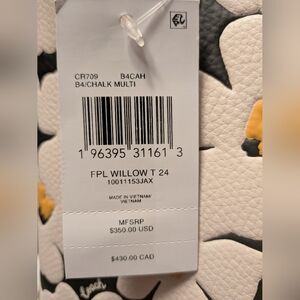 CR709 B4CAH
B4/CHALK MULTI
1 96395 31161 3
FPL WILLOW T 24
10011153JAX
MADE IN VIETNAM/
VIETNAM
MFSRP
$350.00 USD
$430.00 CAD
Coach